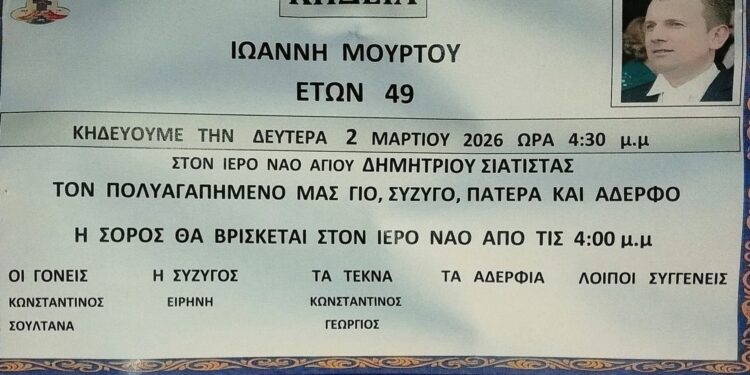 ΚΗΔΕΙΑ
ΙΩΑΝΝΗ ΜΟΥΡΤΟΥ
ΕΤΩΝ 49
ΚΗΔΕΥΟΥΜΕ ΤΗΝ ΔΕΥΤΕΡΑ 2 ΜΑΡΤΙΟΥ 2026 ΩΡΑ 4:30 μ.μ
ΣΤΟΝ ΙΕΡΟ ΝΑΟ ΑΓΙΟΥ ΔΗΜΗΤΡΙΟΥ ΣΙΑΤΙΣΤΑΣ
ΤΟΝ ΠΟΛΥΑΓΑΠΗΜΕΝΟ ΜΑΣ ΓΙΟ, ΣΥΖΥΓΟ, ΠΑΤΕΡΑ ΚΑΙ ΑΔΕΡΦΟ
Η ΣΟΡΟΣ ΘΑ ΒΡΙΣΚΕΤΑΙ ΣΤΟΝ ΙΕΡΟ ΝΑΟ ΑΠΟ ΤΙΣ 4:00 μ.μ
ΟΙ ΓΟΝΕΙΣ Η ΣΥΖΥΓΟΣ ΤΑ ΤΕΚΝΑ ΤΑ ΑΔΕΡΦΙΑ ΛΟΙΠΟΙ ΣΥΓΓΕΝΕΙΣ
ΚΩΝΣΤΑΝΤΙΝΟΣ ΕΙΡΗΝΗ ΚΩΝΣΤΑΝΤΙΝΟΣ
ΣΟΥΛΤΑΝΑ ΓΕΩΡΓΙΟΣ